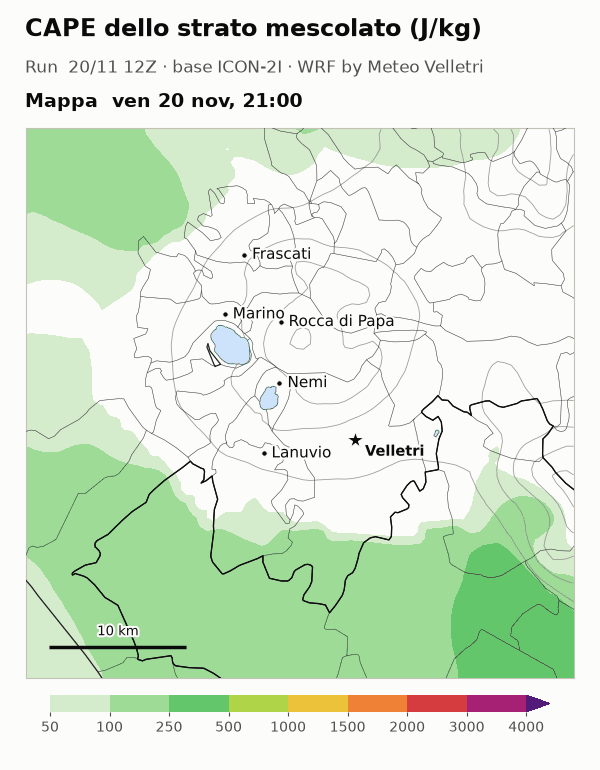 CAPE dello strato mescolato (J/kg)
Run  20/11 12Z · base ICON-2I · WRF by Meteo Velletri
Mappa  ven 20 nov, 21:00
Frascati
Marino
Rocca di Papa
Nemi
Velletri
Lanuvio
10 km
50 100 250 500 1000 1500 2000 3000 4000